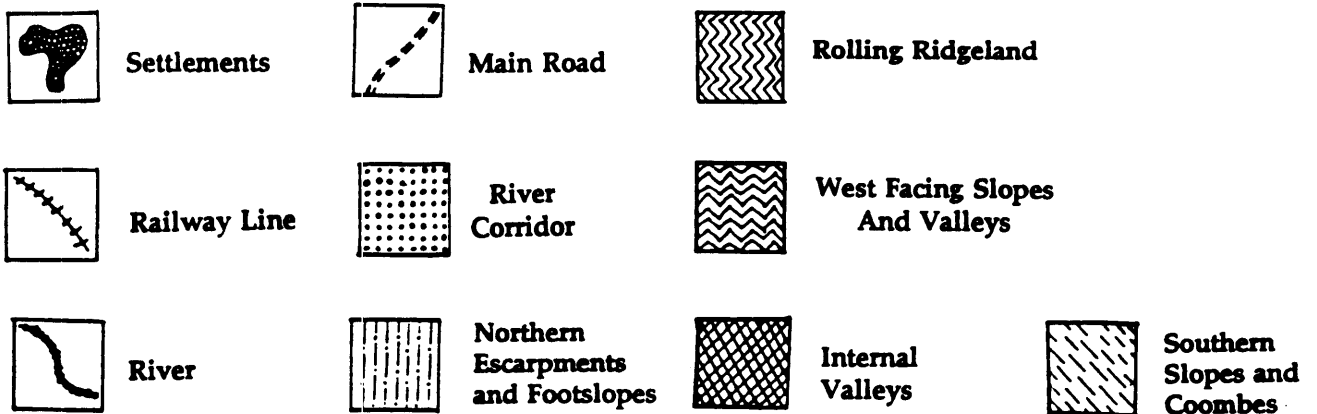 Settlements
Main Road
Rolling Ridgeland
Railway Line
River
Corridor
West Facing Slopes
And Valleys
River
Northern
Escarpments
and Footslopes
Internal
Valleys
Southern
Slopes and
Coombes